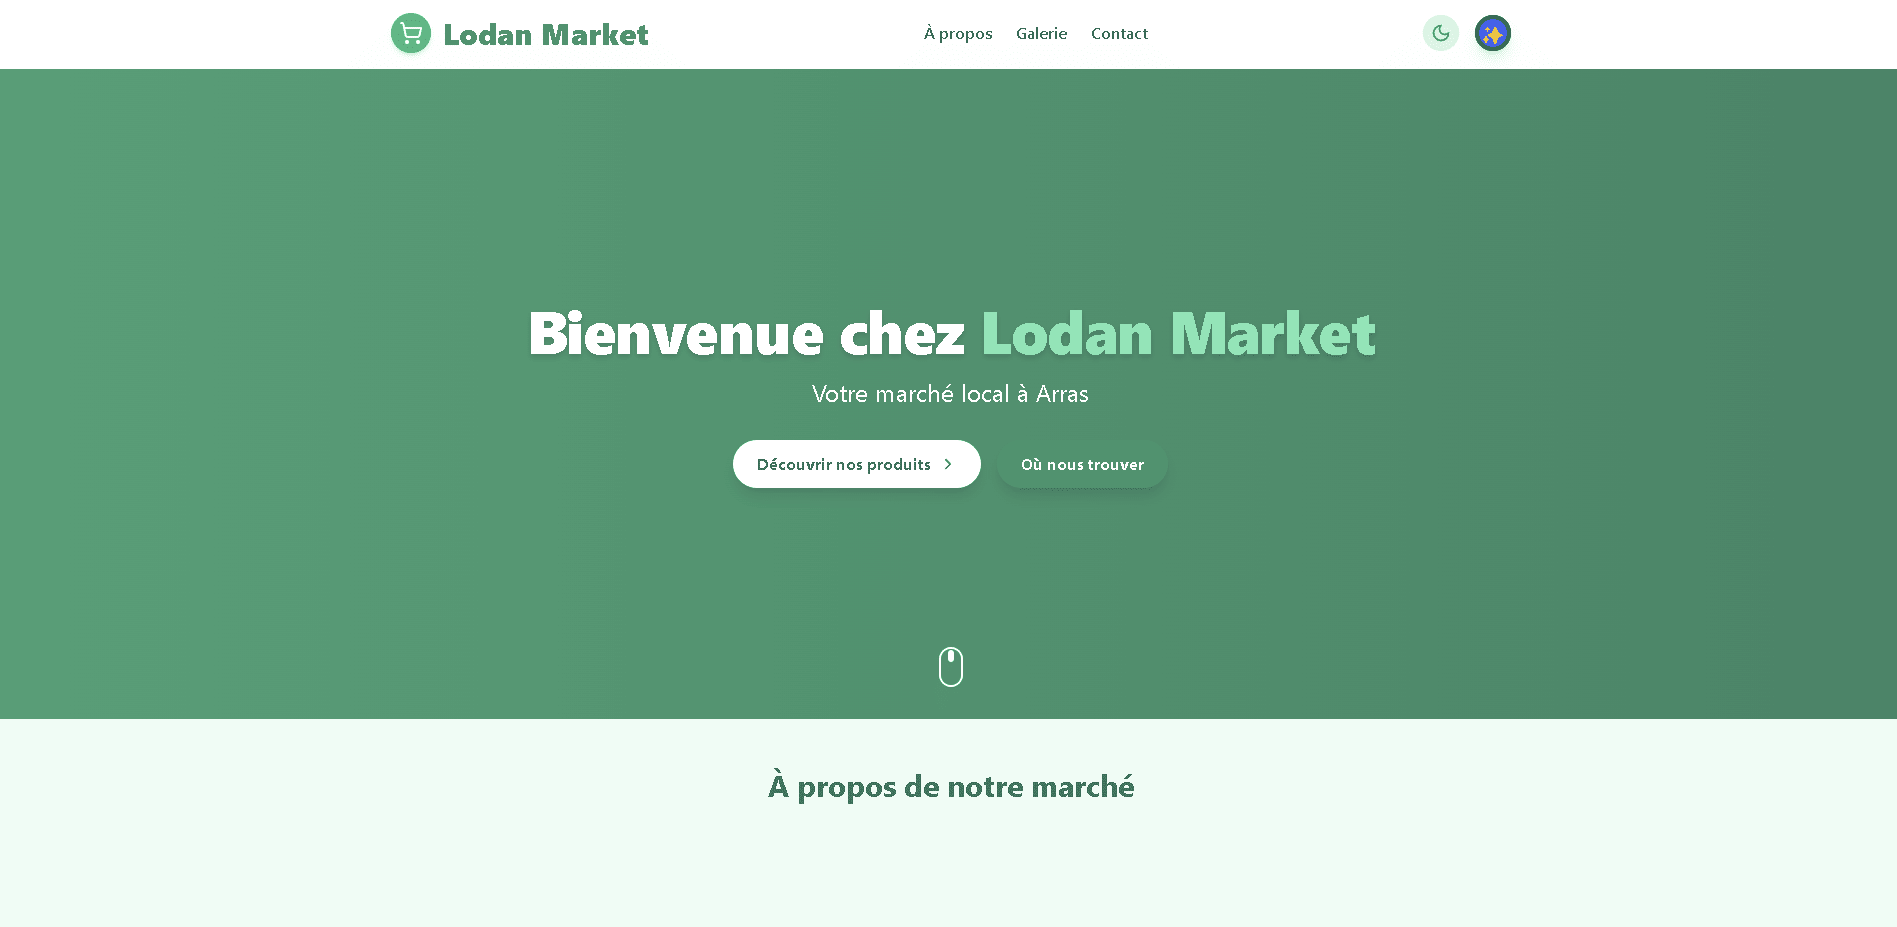 Lodan Market
À propos
Galerie
Contact
Bienvenue chez Lodan Market
Votre marché local à Arras
Découvrir nos produits
Où nous trouver
À propos de notre marché